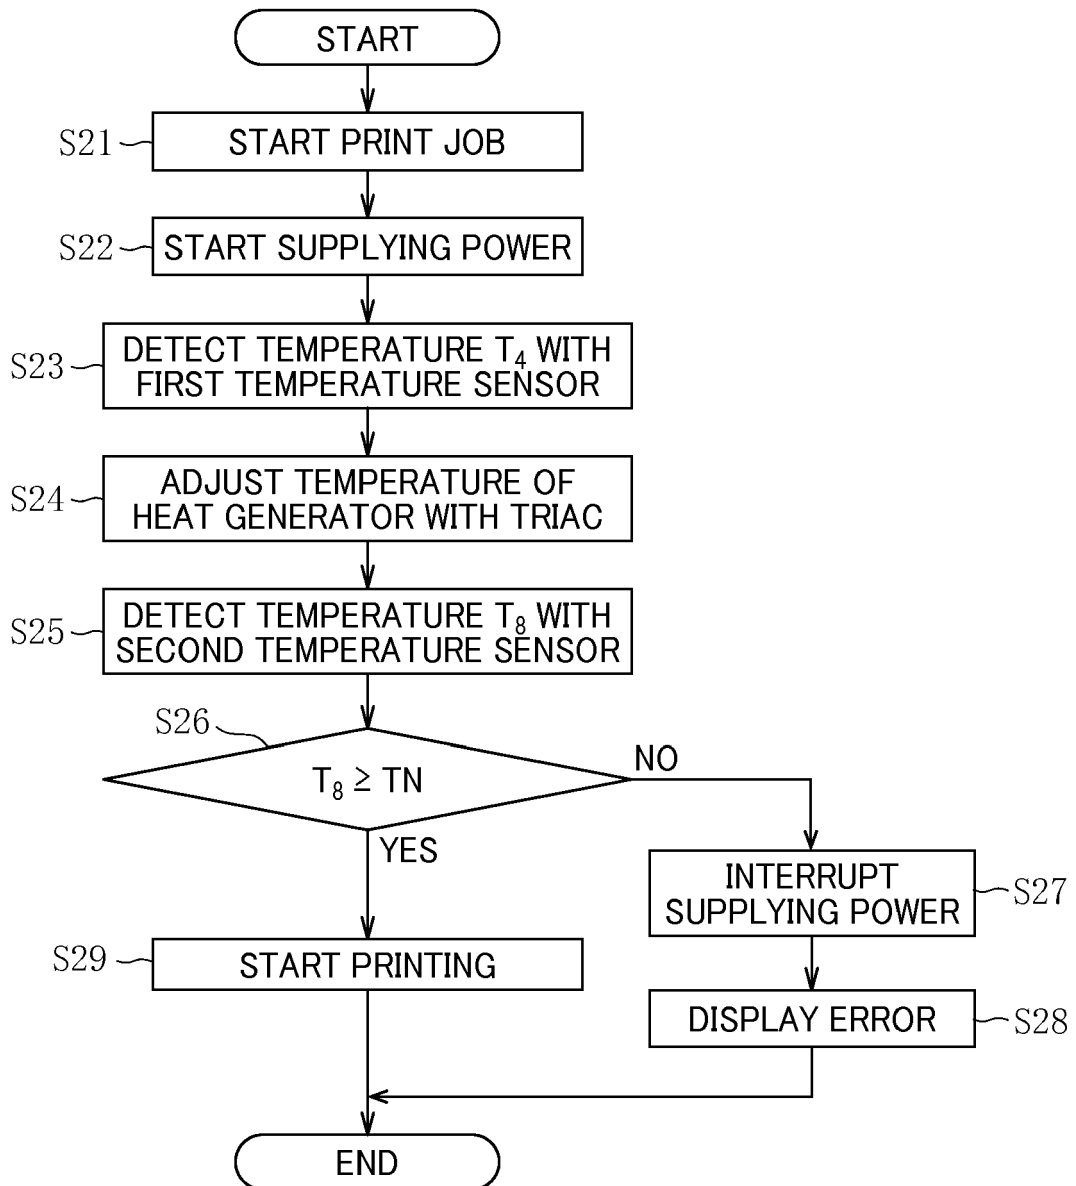 START
S21
START PRINT JOB
S22
START SUPPLYING POWER
S23
DETECT TEMPERATURE T₄ WITH
FIRST TEMPERATURE SENSOR
S24
ADJUST TEMPERATURE OF
HEAT GENERATOR WITH TRIAC
S25
DETECT TEMPERATURE T₈ WITH
SECOND TEMPERATURE SENSOR
S26
T₈ ≥ TN
NO
YES
INTERRUPT
SUPPLYING POWER
S27
S29
START PRINTING
DISPLAY ERROR
S28
END